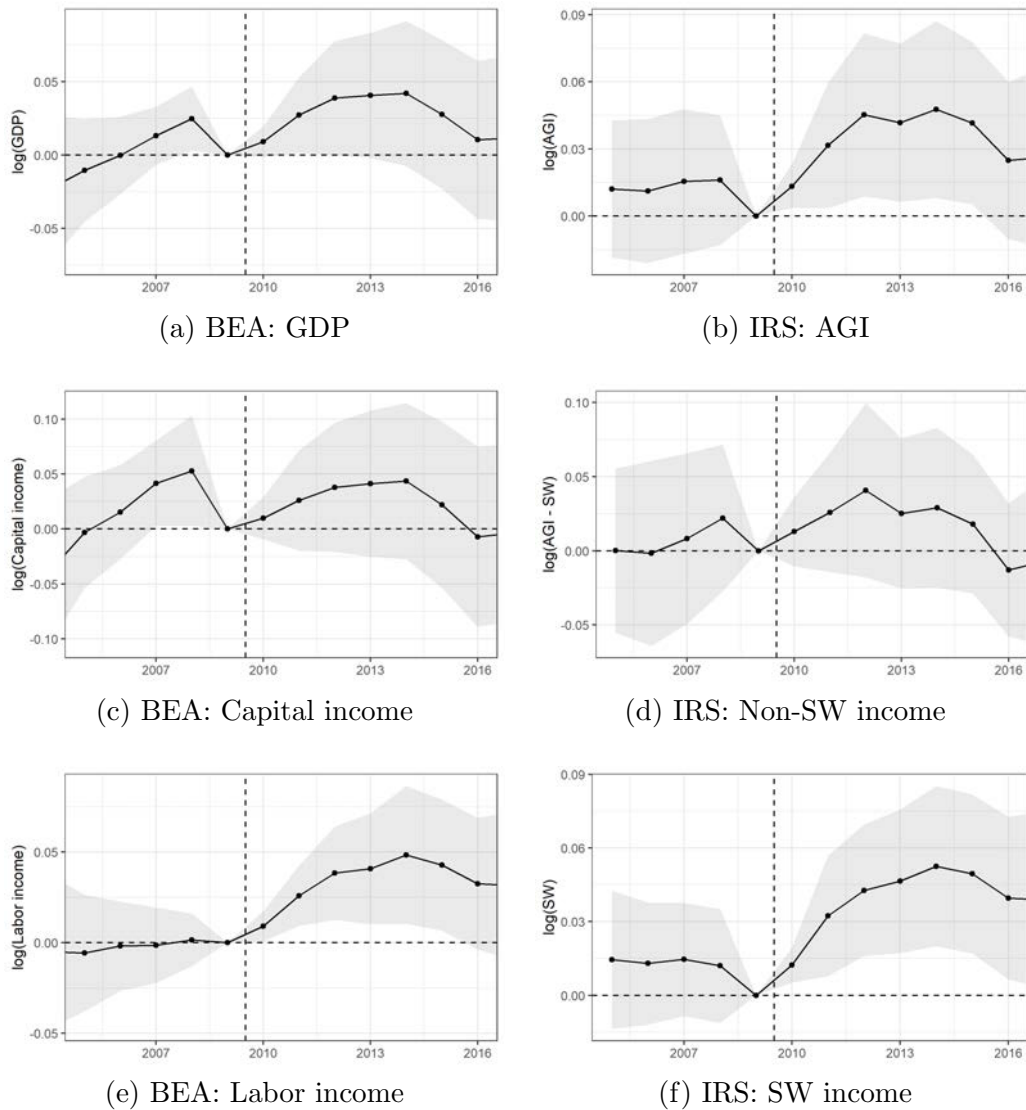 0.05
0.00
-0.05
log(GDP)
2007 2010 2013 2016
(a) BEA: GDP
0.09
0.06
0.03
0.00
log(AGI)
2007 2010 2013 2016
(b) IRS: AGI
0.10
0.05
0.00
-0.05
-0.10
log(Capital income)
2007 2010 2013 2016
(c) BEA: Capital income
0.10
0.05
0.00
-0.05
log(AGI - SW)
2007 2010 2013 2016
(d) IRS: Non-SW income
0.05
0.00
-0.05
log(Labor income)
2007 2010 2013 2016
(e) BEA: Labor income
0.09
0.06
0.03
0.00
log(SW)
2007 2010 2013 2016
(f) IRS: SW income